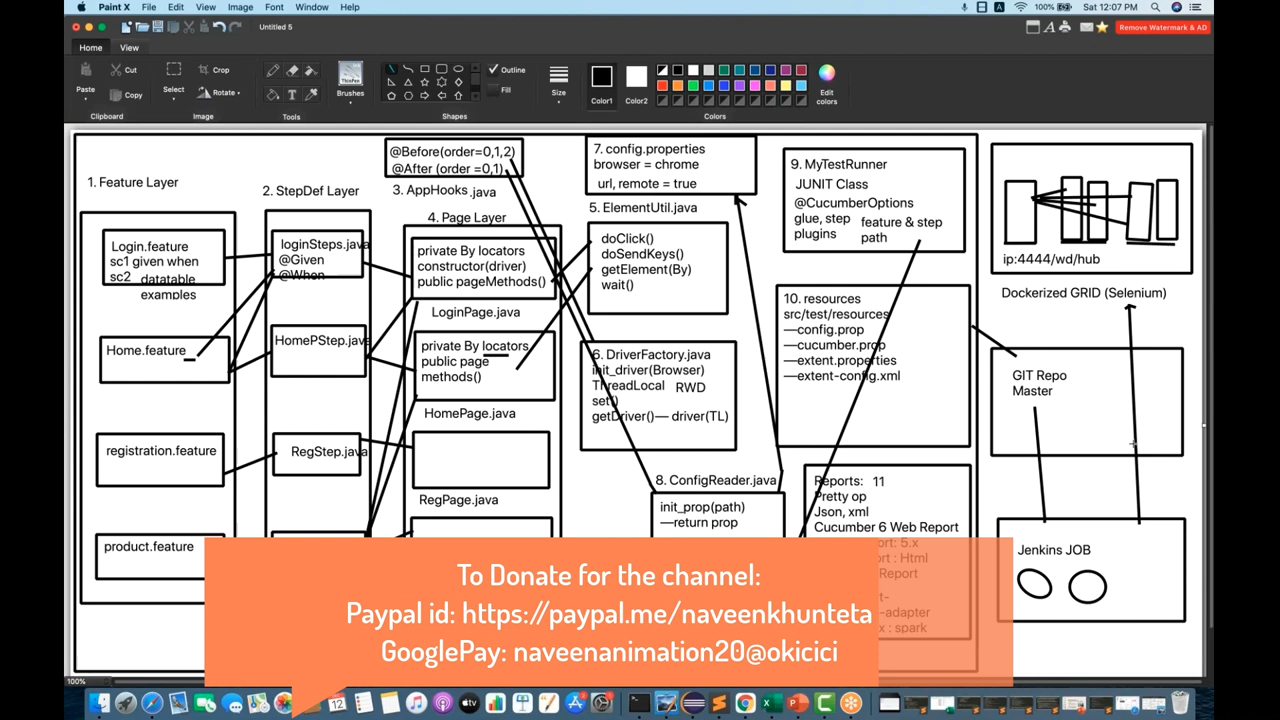 Paint X File Edit View Image Font Window Help
100% Sat 12:07 PM
Untitled 5
Remove Watermark & AD
Home View
Paste Cut Copy
Clipboard
Select Crop Rotate
Image
Tools
Brushes
Outline
Fill
Shapes
Size
Color1 Color2
Edit colors
Colors
1. Feature Layer
Login.feature
sc1 given when
sc2 datatable
examples
Home.feature
registration.feature
product.feature
2. StepDef Layer
loginSteps.java
@Given
@When
HomePStep.java
RegStep.java
@Before(order=0,1,2)
@After (order =0,1)
3. AppHooks.java
4. Page Layer
private By locators
constructor(driver)
public pageMethods()
LoginPage.java
private By locators
public page
methods()
HomePage.java
RegPage.java
7. config.properties
browser = chrome
url, remote = true
5. ElementUtil.java
doClick()
doSendKeys()
getElement(By)
wait()
6. DriverFactory.java
init_driver(Browser)
ThreadLocal RWD
set()
getDriver()— driver(TL)
8. ConfigReader.java
init_prop(path)
—return prop
9. MyTestRunner
JUNIT Class
@CucumberOptions
glue, step
plugins
feature & step
path
10. resources
src/test/resources
—config.prop
—cucumber.prop
—extent.properties
—extent-config.xml
Reports: 11
Pretty op
Json, xml
Cucumber 6 Web Report
ort: 5.x
ort : Html
Report
rt-
-adapter
x : spark
ip:4444/wd/hub
Dockerized GRID (Selenium)
GIT Repo
Master
Jenkins JOB
To Donate for the channel:
Paypal id: https://paypal.me/naveenkhunteta
GooglePay: naveenanimation20@okicici
100%